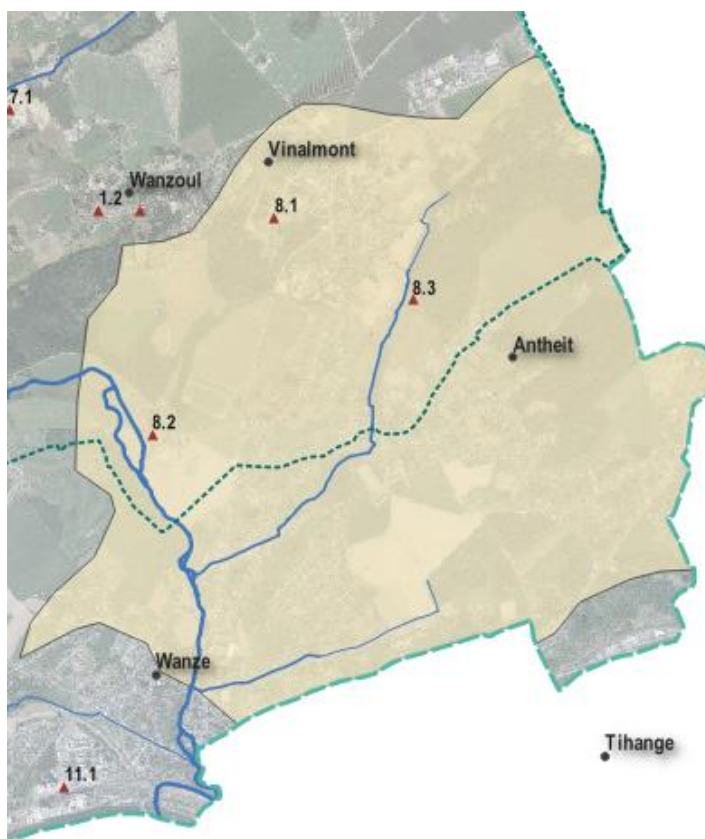 7.1
Vinalmont
Wanzoul
1.2
8.1
8.3
Antheit
8.2
Wanze
Tihange
11.1